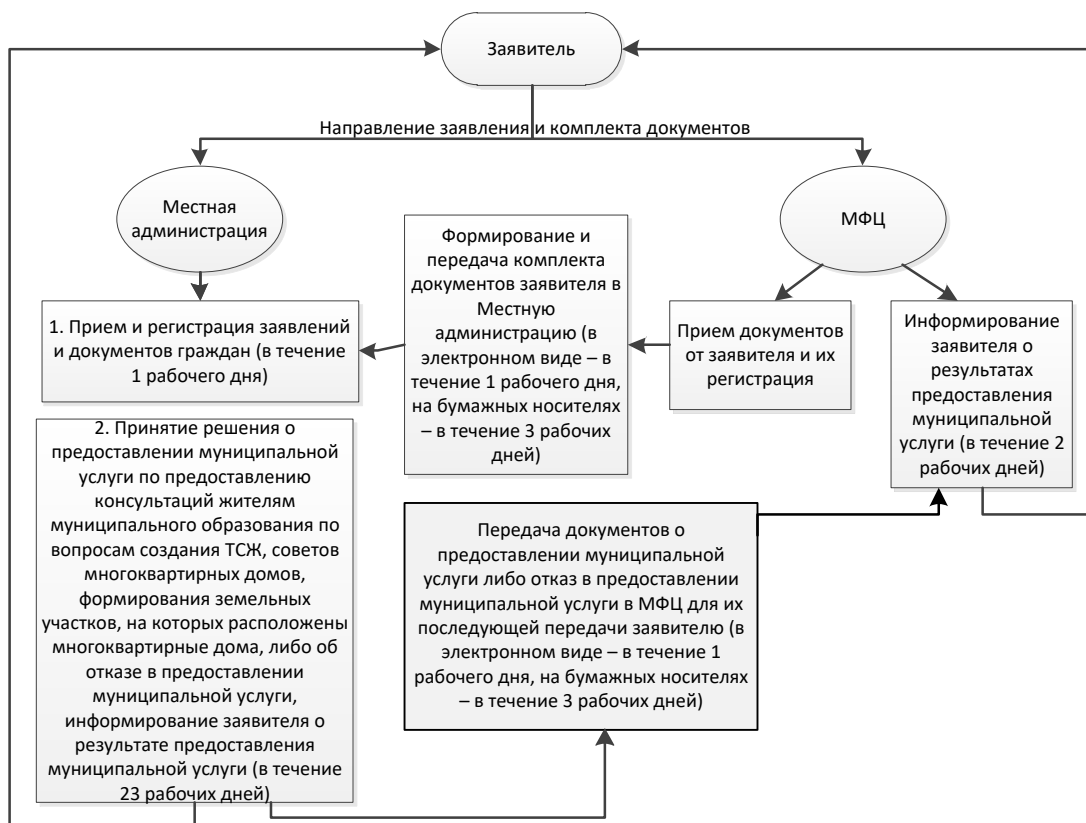 Заявитель
Направление заявления и комплекта документов
Местная
администрация
МФЦ
1. Прием и регистрация заявлений
и документов граждан (в течение
1 рабочего дня)
Формирование и
передача комплекта
документов заявителя в
Местную
администрацию (в
электронном виде – в
течение 1 рабочего дня,
на бумажных носителях
– в течение 3 рабочих
дней)
Прием документов
от заявителя и их
регистрация
Информирование
заявителя о
результатах
предоставления
муниципальной
услуги (в течение 2
рабочих дней)
2. Принятие решения о
предоставлении муниципальной
услуги по предоставлению
консультаций жителям
муниципального образования по
вопросам создания ТСЖ, советов
многоквартирных домов,
формирования земельных
участков, на которых расположены
многоквартирные дома, либо об
отказе в предоставлении
муниципальной услуги,
информирование заявителя о
результате предоставления
муниципальной услуги (в течение
23 рабочих дней)
Передача документов о
предоставлении муниципальной
услуги либо отказ в предоставлении
муниципальной услуги в МФЦ для их
последующей передачи заявителю (в
электронном виде – в течение 1
рабочего дня, на бумажных носителях
– в течение 3 рабочих дней)